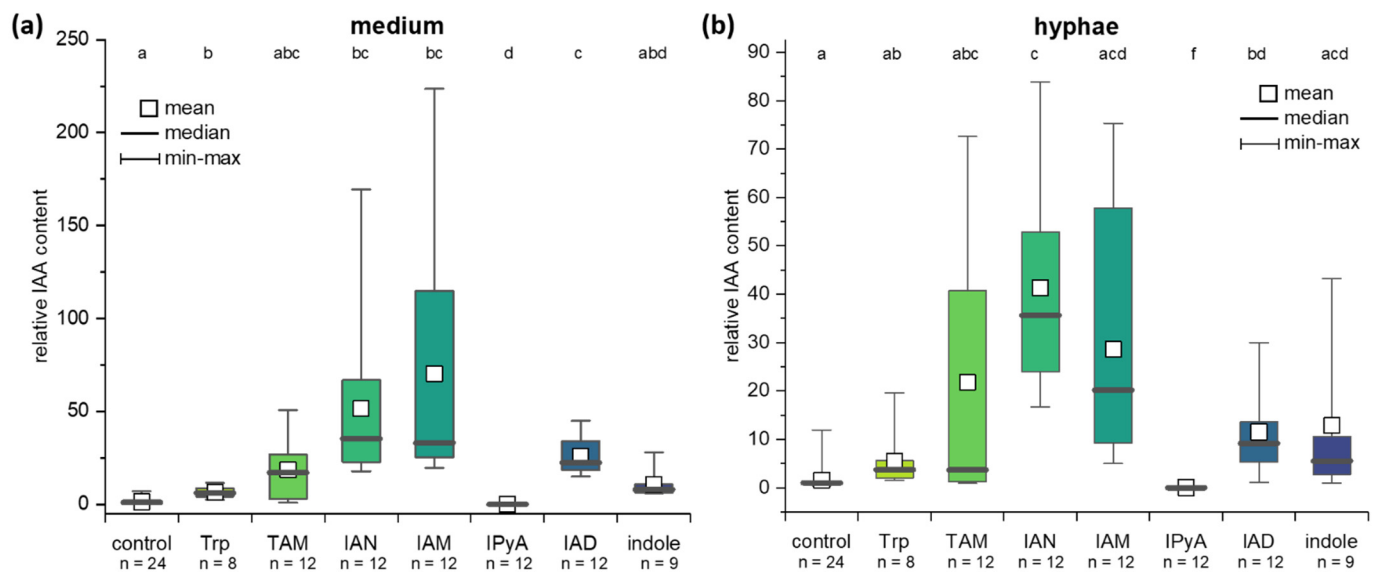 (a)
medium
250
200
150
100
50
0
relative IAA content
a b abc bc bc d c abd
mean
median
min-max
control Trp TAM IAN IAM IPyA IAD indole
n = 24 n = 8 n = 12 n = 12 n = 12 n = 12 n = 12 n = 9
(b)
hyphae
90
80
70
60
50
40
30
20
10
0
relative IAA content
a ab abc c acd f bd acd
mean
median
min-max
control Trp TAM IAN IAM IPyA IAD indole
n = 24 n = 8 n = 12 n = 12 n = 12 n = 12 n = 12 n = 9